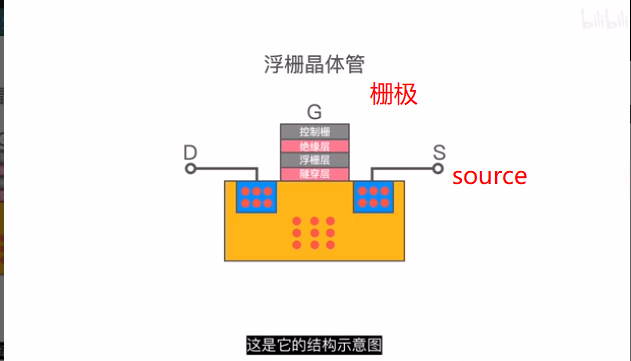 bilibili
浮栅晶体管
栅极
G
控制栅
绝缘层
浮栅层
隧穿层
D
S
source
这是它的结构示意图